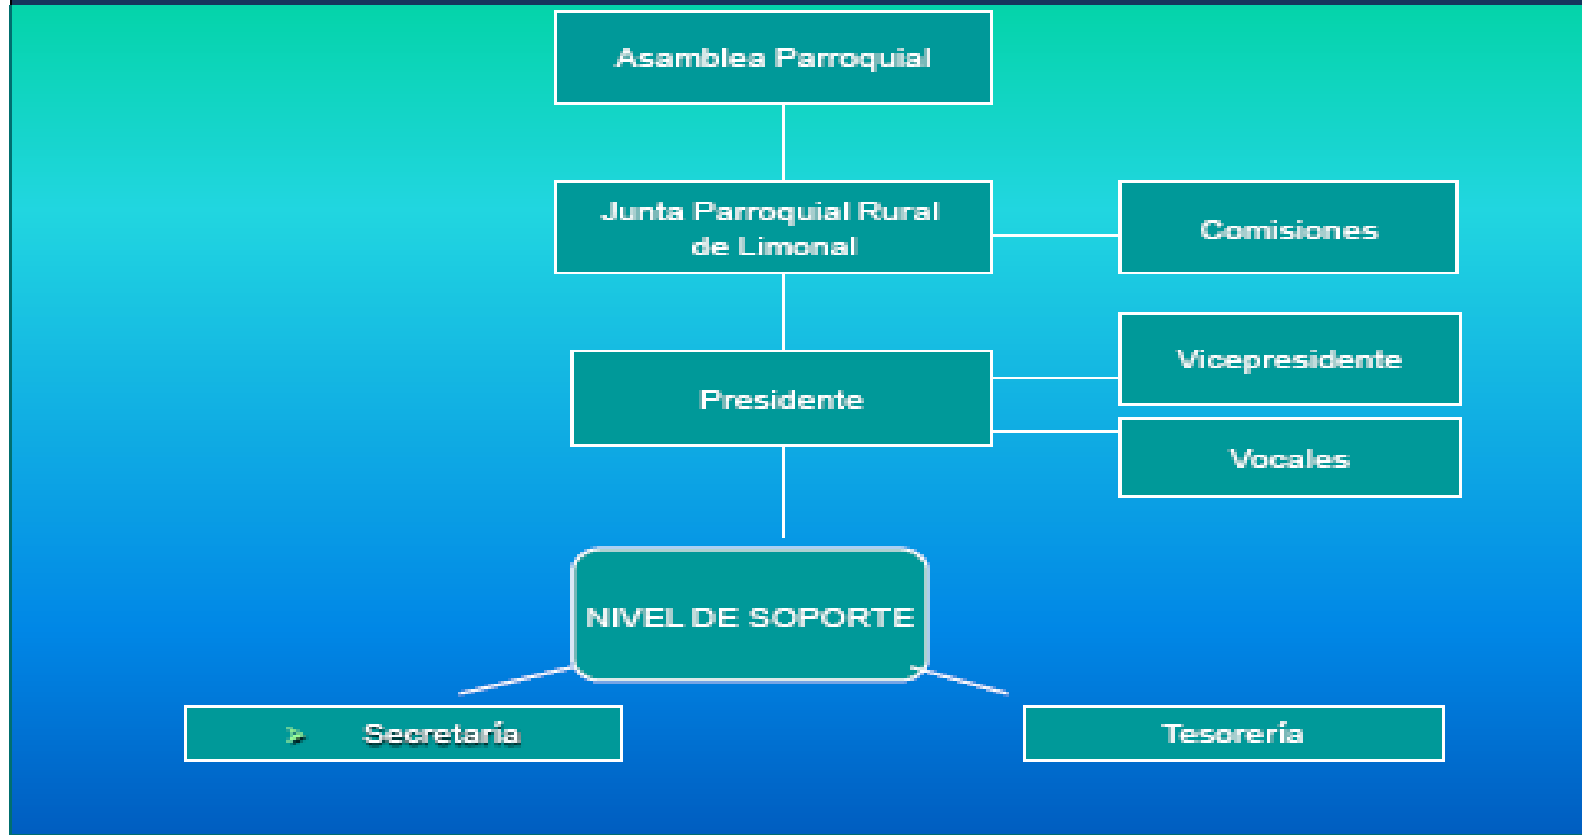 Asamblea Parroquial
Junta Parroquial Rural
de Limonal
Comisiones
Vicepresidente
Presidente
Vocales
NIVEL DE SOPORTE
Secretaría
Tesorería